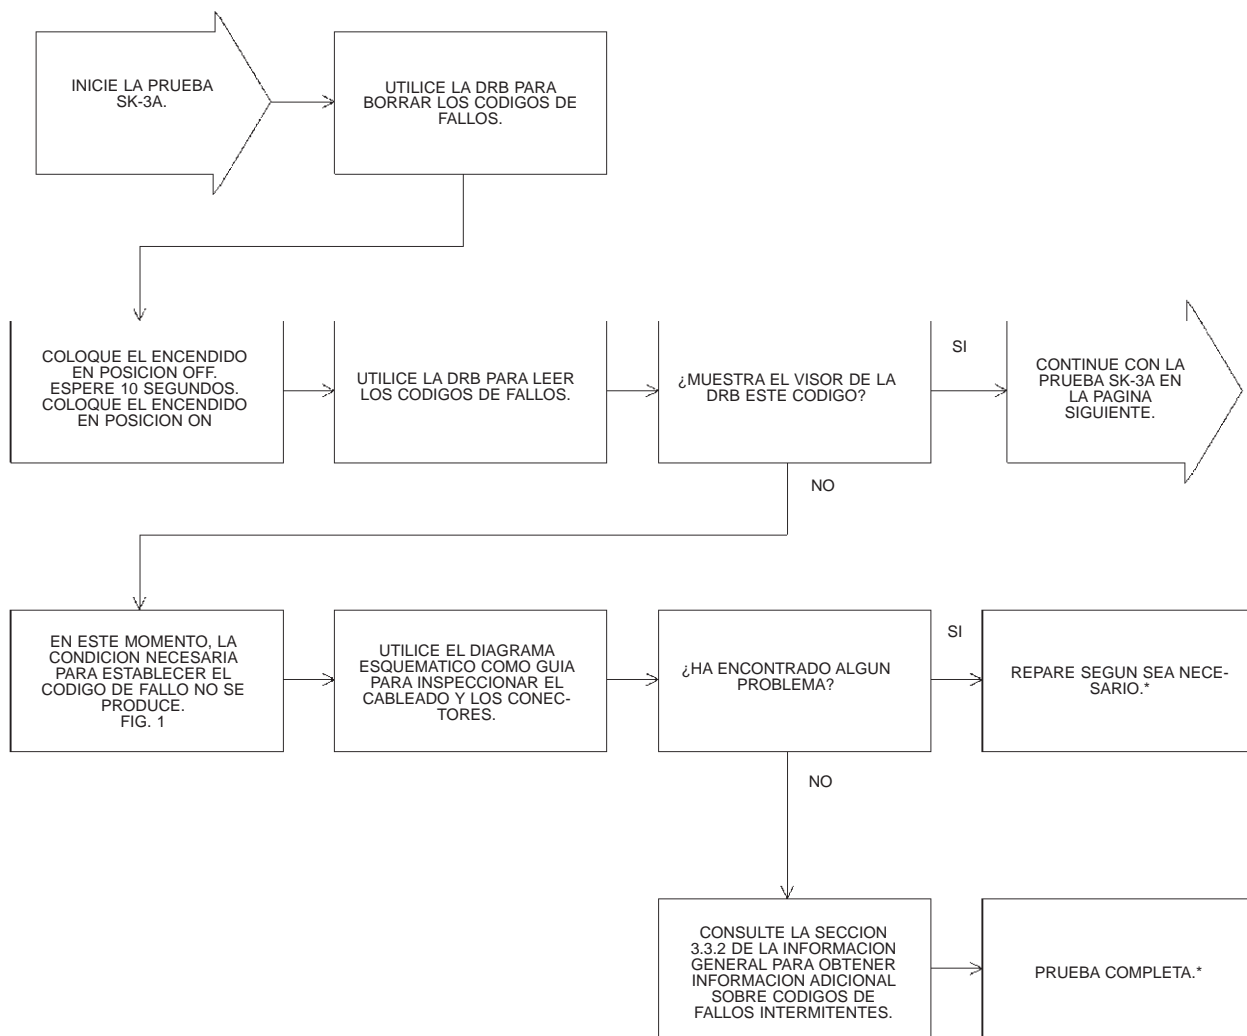 INICIE LA PRUEBA
SK-3A.
UTILICE LA DRB PARA
BORRAR LOS CODIGOS DE
FALLOS.
COLOQUE EL ENCENDIDO
EN POSICION OFF.
ESPERE 10 SEGUNDOS.
COLOQUE EL ENCENDIDO
EN POSICION ON
UTILICE LA DRB PARA LEER
LOS CODIGOS DE FALLOS.
¿MUESTRA EL VISOR DE LA
DRB ESTE CODIGO?
SI
CONTINUE CON LA
PRUEBA SK-3A EN
LA PAGINA
SIGUIENTE.
NO
EN ESTE MOMENTO, LA
CONDICION NECESARIA
PARA ESTABLECER EL
CODIGO DE FALLO NO SE
PRODUCE.
FIG. 1
UTILICE EL DIAGRAMA
ESQUEMATICO COMO GUIA
PARA INSPECCIONAR EL
CABLEADO Y LOS CONEC-
TORES.
¿HA ENCONTRADO ALGUN
PROBLEMA?
SI
REPARE SEGUN SEA NECE-
SARIO.*
NO
CONSULTE LA SECCION
3.3.2 DE LA INFORMACION
GENERAL PARA OBTENER
INFORMACION ADICIONAL
SOBRE CODIGOS DE
FALLOS INTERMITENTES.
PRUEBA COMPLETA.*